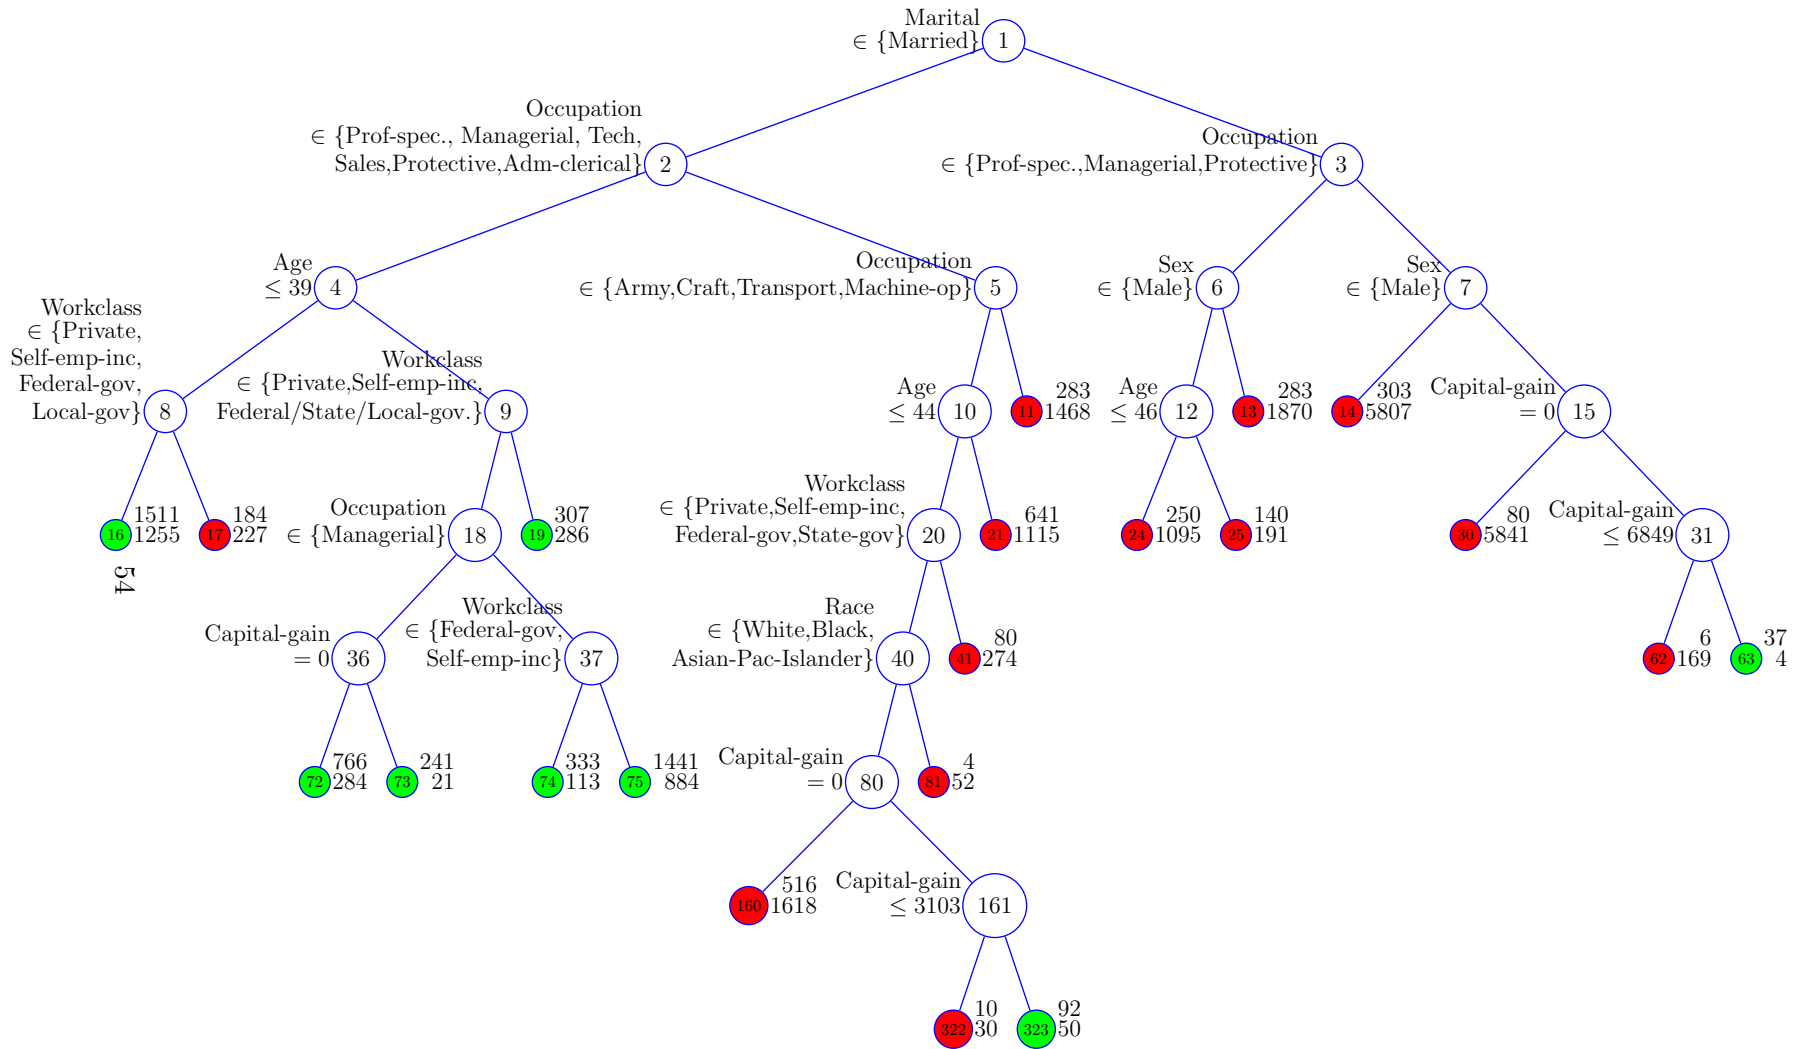 Marital
∈ {Married}
1
Occupation
∈ {Prof-spec., Managerial, Tech,
Sales,Protective,Adm-clerical}
2
Occupation
∈ {Prof-spec.,Managerial,Protective}
3
Age
≤ 39
4
Occupation
∈ {Army,Craft,Transport,Machine-op}
5
Sex
∈ {Male}
6
Sex
∈ {Male}
7
Workclass
∈ {Private,
Self-emp-inc,
Federal-gov,
Local-gov}
8
Workclass
∈ {Private,Self-emp-inc,
Federal/State/Local-gov.}
9
Age
≤ 44
10
11
283
1468
Age
≤ 46
12
13
283
1870
14
303
5807
Capital-gain
= 0
15
16
1511
1255
17
184
227
Occupation
∈ {Managerial}
18
19
307
286
Workclass
∈ {Private,Self-emp-inc,
Federal-gov,State-gov}
20
21
641
1115
24
250
1095
25
140
191
30
80
5841
Capital-gain
≤ 6849
31
54
Capital-gain
= 0
36
Workclass
∈ {Federal-gov,
Self-emp-inc}
37
Race
∈ {White,Black,
Asian-Pac-Islander}
40
41
80
274
62
6
169
63
37
4
72
766
284
73
241
21
74
333
113
75
1441
884
Capital-gain
= 0
80
81
4
52
160
516
1618
Capital-gain
≤ 3103
161
322
10
30
323
92
50